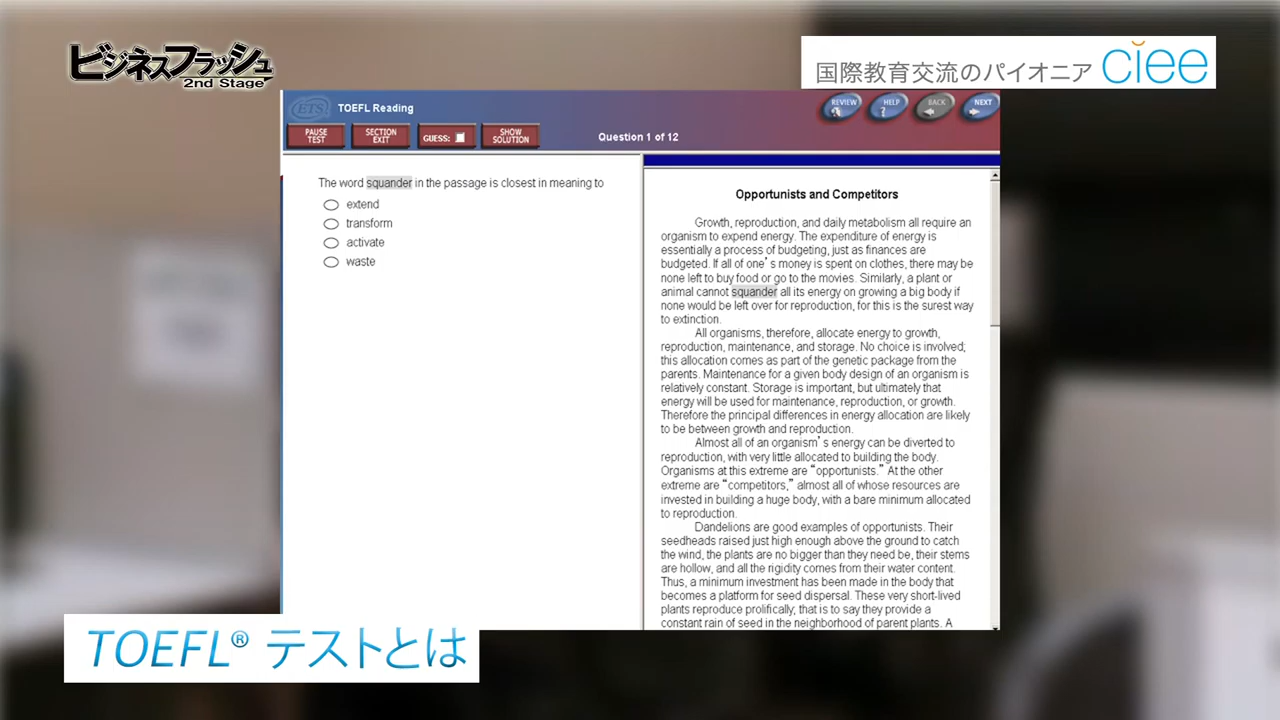 ビジネスフラッシュ
2nd Stage
国際教育交流のパイオニア ciee
ETS
TOEFL Reading
REVIEW
HELP
?
BACK
NEXT
PAUSE
TEST
SECTION
EXIT
GUESS:
SHOW
SOLUTION
Question 1 of 12
The word squander in the passage is closest in meaning to
extend
transform
activate
waste
Opportunists and Competitors
Growth, reproduction, and daily metabolism all require an
organism to expend energy. The expenditure of energy is
essentially a process of budgeting, just as finances are
budgeted. If all of one's money is spent on clothes, there may be
none left to buy food or go to the movies. Similarly, a plant or
animal cannot squander all its energy on growing a big body if
none would be left over for reproduction, for this is the surest way
to extinction.
All organisms, therefore, allocate energy to growth,
reproduction, maintenance, and storage. No choice is involved;
this allocation comes as part of the genetic package from the
parents. Maintenance for a given body design of an organism is
relatively constant. Storage is important, but ultimately that
energy will be used for maintenance, reproduction, or growth.
Therefore the principal differences in energy allocation are likely
to be between growth and reproduction.
Almost all of an organism's energy can be diverted to
reproduction, with very little allocated to building the body.
Organisms at this extreme are “opportunists.” At the other
extreme are “competitors,” almost all of whose resources are
invested in building a huge body, with a bare minimum allocated
to reproduction.
Dandelions are good examples of opportunists. Their
seedheads raised just high enough above the ground to catch
the wind, the plants are no bigger than they need be, their stems
are hollow, and all the rigidity comes from their water content.
Thus, a minimum investment has been made in the body that
becomes a platform for seed dispersal. These very short-lived
plants reproduce prolifically; that is to say they provide a
constant rain of seed in the neighborhood of parent plants. A
TOEFL® テストとは